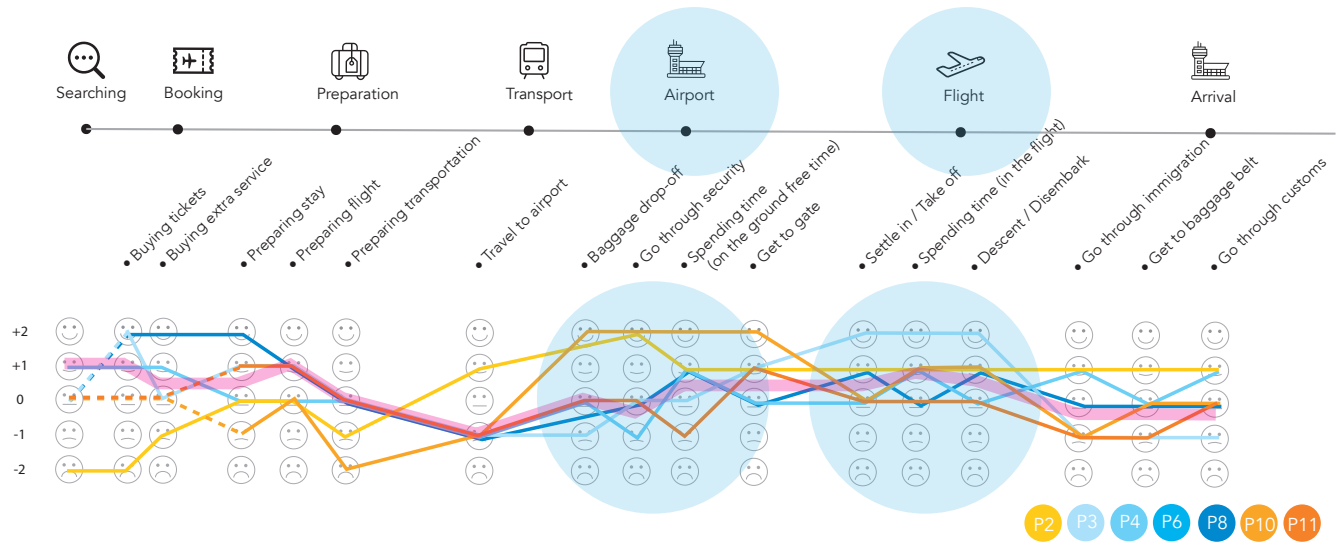 Searching
Booking
Preparation
Transport
Airport
Flight
Arrival
Buying tickets
Buying extra service
Preparing stay
Preparing flight
Preparing transportation
Travel to airport
Baggage drop-off
Go through security
Spending time
(on the ground free time)
Get to gate
Settle in / Take off
Spending time (in the flight)
Descent / Disembark
Go through immigration
Get to baggage belt
Go through customs
+2
+1
0
-1
-2
P2 P3 P4 P6 P8 P10 P11